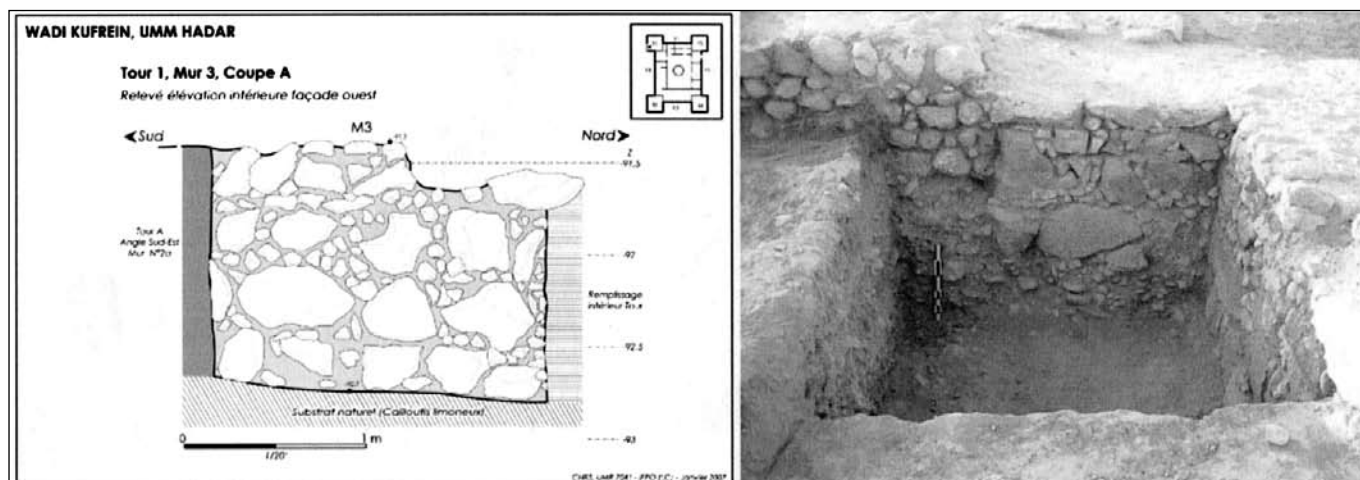 WADI KUFREIN, UMM HADAR
Tour 1, Mur 3, Coupe A
Relevé élévation intérieure façade ouest
Sud
M3
Nord
Z
-91.5
Tour A
Angle Sud-Est
Mur N°2a
-92
Remplissage
intérieur Tour
-92.5
Substrat naturel (Cailloutis limoneux)
-93
0
1 m
1/20°